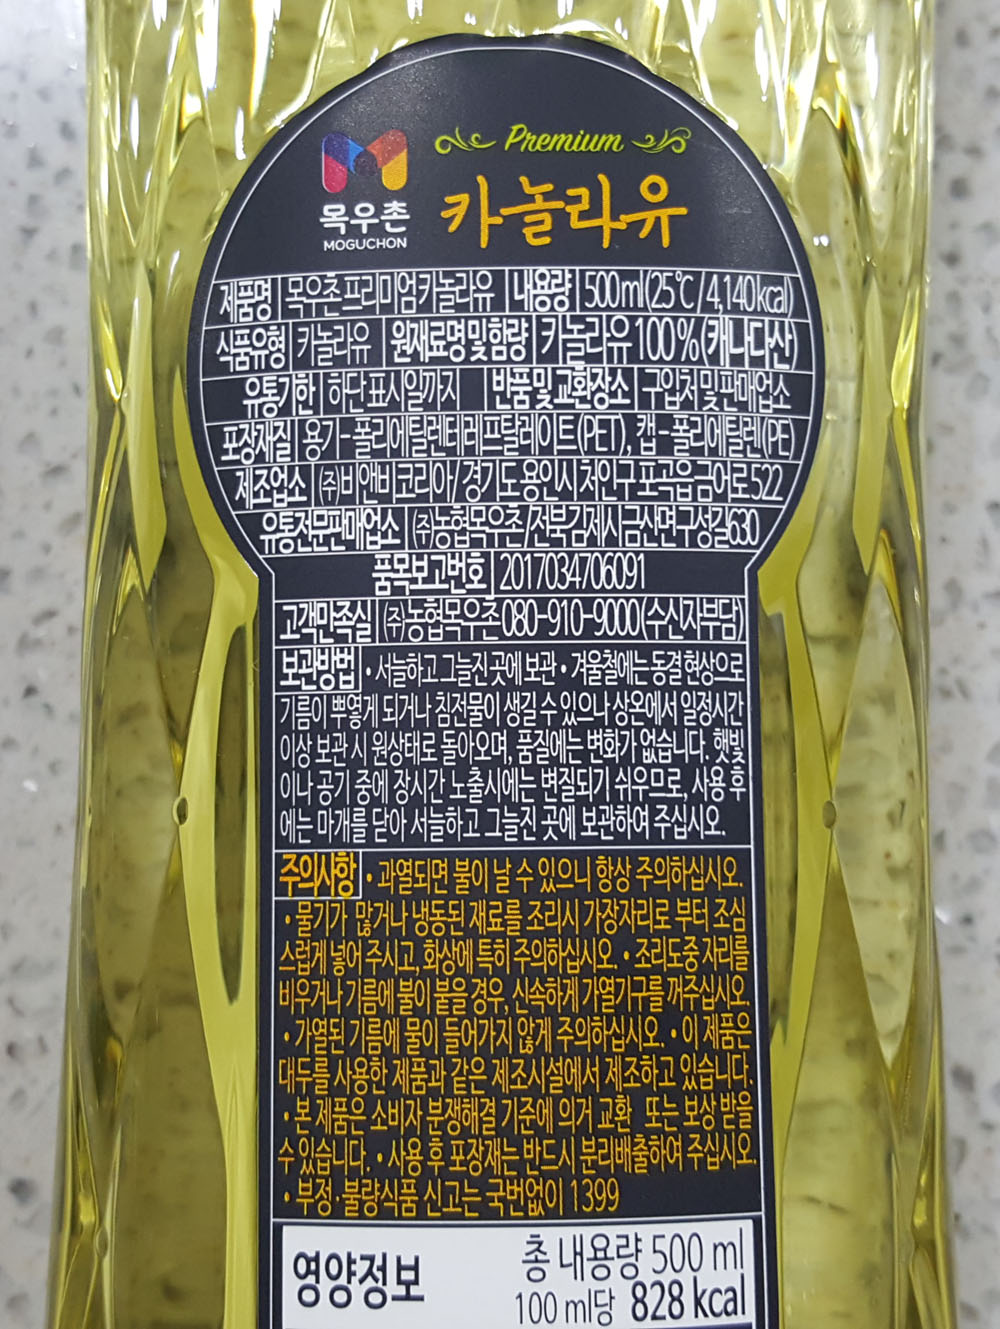 Premium
목우촌
MOGUCHON
카놀라유
제품명 목우촌프리미엄카놀라유 내용량 500ml(25℃/4,140kcal)
식품유형 카놀라유 원재료명및함량 카놀라유100%(캐나다산)
유통기한 하단표시일까지 반품및교환장소 구입처및판매업소
포장재질 용기-폴리에틸렌테레프탈레이트(PET), 캡-폴리에틸렌(PE)
제조업소 (주)비앤비코리아/경기도용인시처인구포곡읍금어로522
유통전문판매업소 (주)농협목우촌/전북김제시금산면구성길630
품목보고번호 2017034706091
고객만족실 (주)농협목우촌080-910-9000(수신자부담)
보관방법 •서늘하고그늘진곳에보관•겨울철에는동결현상으로
기름이 뿌옇게 되거나 침전물이 생길 수 있으나 상온에서 일정시간
이상 보관 시 원상태로 돌아오며, 품질에는 변화가 없습니다. 햇빛
이나 공기 중에 장시간 노출시에는 변질되기 쉬우므로, 사용 후
에는 마개를 닫아 서늘하고 그늘진 곳에 보관하여 주십시오.
주의사항 •과열되면 불이 날 수 있으니 항상 주의하십시오.
•물기가 많거나 냉동된 재료를 조리시 가장자리로 부터 조심
스럽게 넣어 주시고, 화상에 특히 주의하십시오. •조리도중 자리를
비우거나 기름에 불이 붙을 경우, 신속하게 가열기구를 꺼주십시오.
•가열된 기름에 물이 들어가지 않게 주의하십시오. •이 제품은
대두를 사용한 제품과 같은 제조시설에서 제조하고 있습니다.
•본 제품은 소비자 분쟁해결 기준에 의거 교환 또는 보상 받을
수 있습니다. •사용 후 포장재는 반드시 분리배출하여 주십시오.
•부정·불량식품 신고는 국번없이 1399
영양정보 총 내용량 500 ml
100 ml당 828 kcal